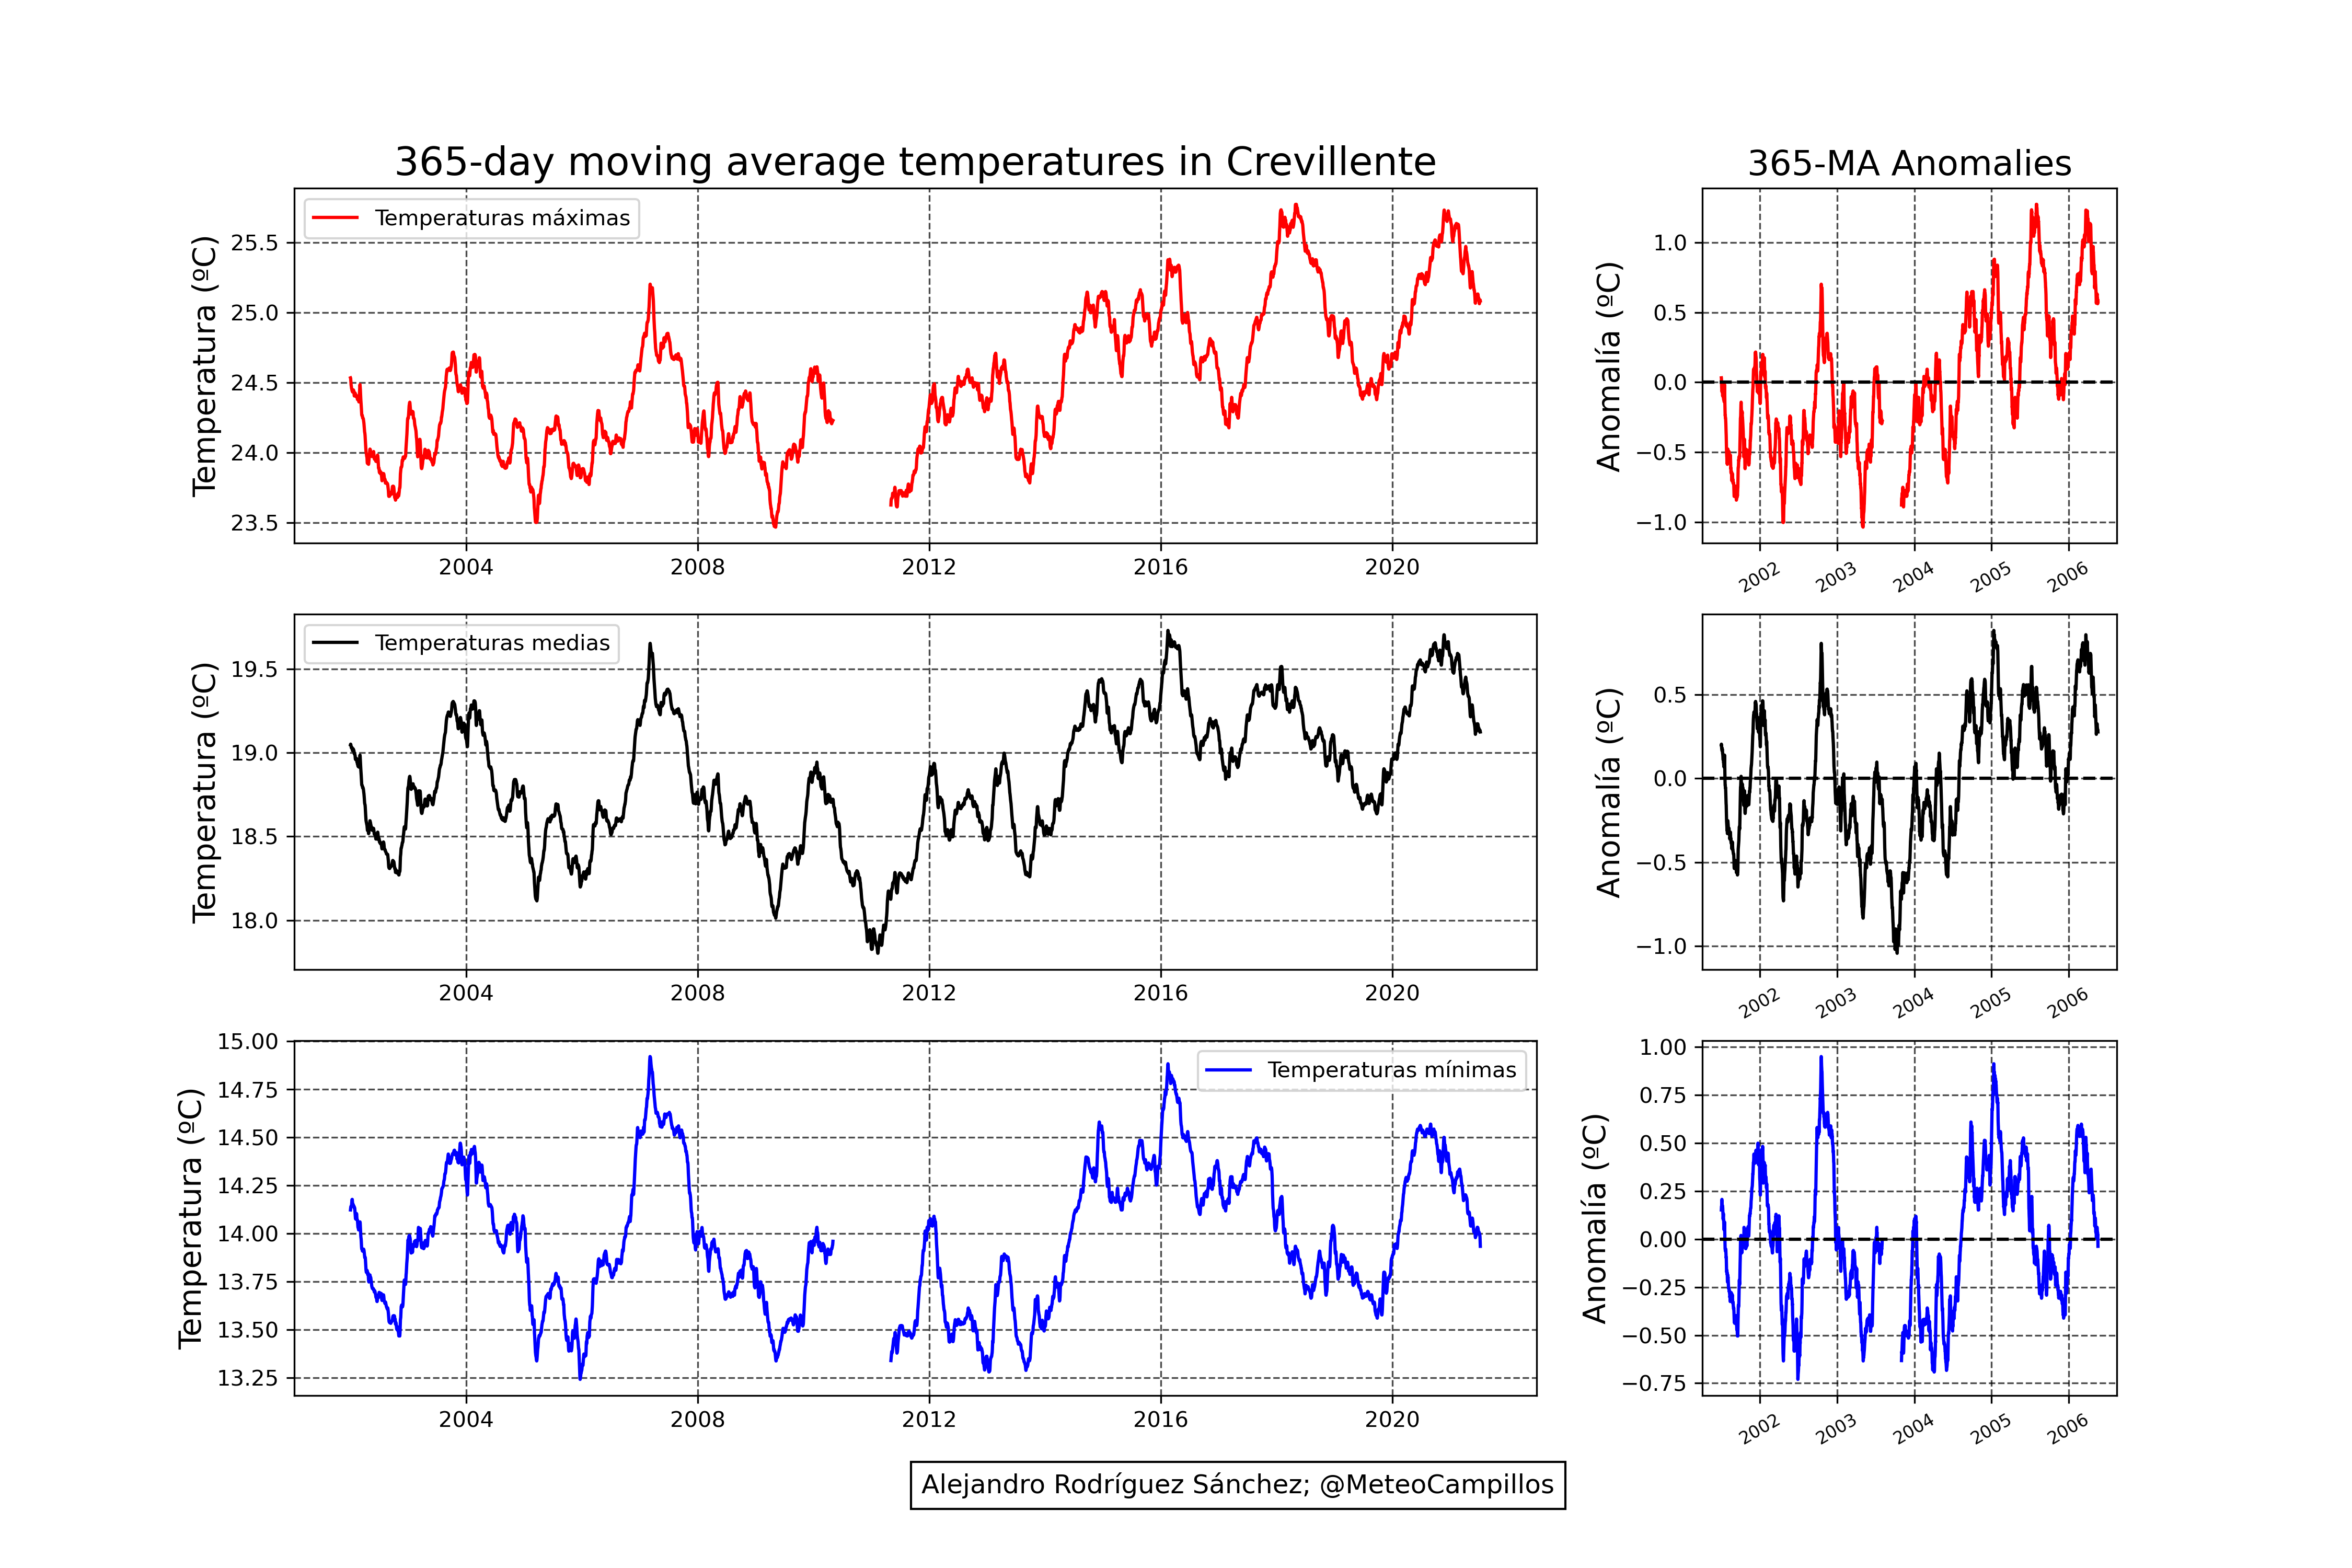 365-day moving average temperatures in Crevillente
365-MA Anomalies
Temperaturas máximas
Temperatura (ºC)
25.5
25.0
24.5
24.0
23.5
2004 2008 2012 2016 2020
Anomalía (ºC)
1.0
0.5
0.0
−0.5
−1.0
2002 2003 2004 2005 2006
Temperaturas medias
Temperatura (ºC)
19.5
19.0
18.5
18.0
2004 2008 2012 2016 2020
Anomalía (ºC)
0.5
0.0
−0.5
−1.0
2002 2003 2004 2005 2006
Temperaturas mínimas
Temperatura (ºC)
15.00
14.75
14.50
14.25
14.00
13.75
13.50
13.25
2004 2008 2012 2016 2020
Anomalía (ºC)
1.00
0.75
0.50
0.25
0.00
−0.25
−0.50
−0.75
2002 2003 2004 2005 2006
Alejandro Rodríguez Sánchez; @MeteoCampillos